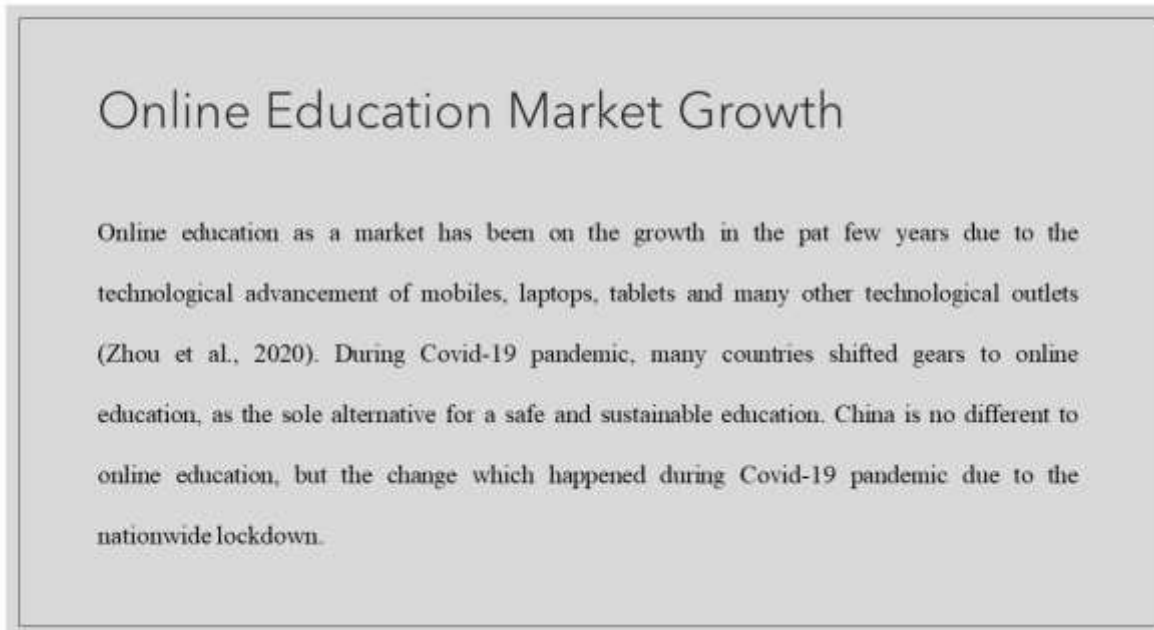 Online Education Market Growth
Online education as a market has been on the growth in the pat few years due to the
technological advancement of mobiles, laptops, tablets and many other technological outlets
(Zhou et al., 2020). During Covid-19 pandemic, many countries shifted gears to online
education, as the sole alternative for a safe and sustainable education. China is no different to
online education, but the change which happened during Covid-19 pandemic due to the
nationwide lockdown.